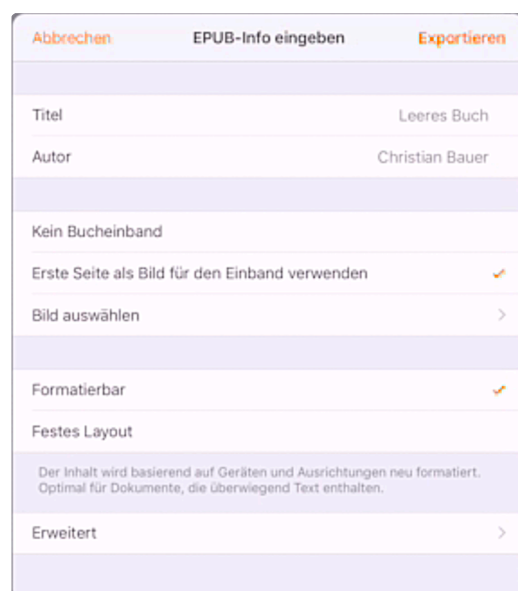 Abbrechen EPUB-Info eingeben Exportieren
Titel Leeres Buch
Autor Christian Bauer
Kein Bucheinband
Erste Seite als Bild für den Einband verwenden
Bild auswählen
Formatierbar
Festes Layout
Der Inhalt wird basierend auf Geräten und Ausrichtungen neu formatiert.
Optimal für Dokumente, die überwiegend Text enthalten.
Erweitert